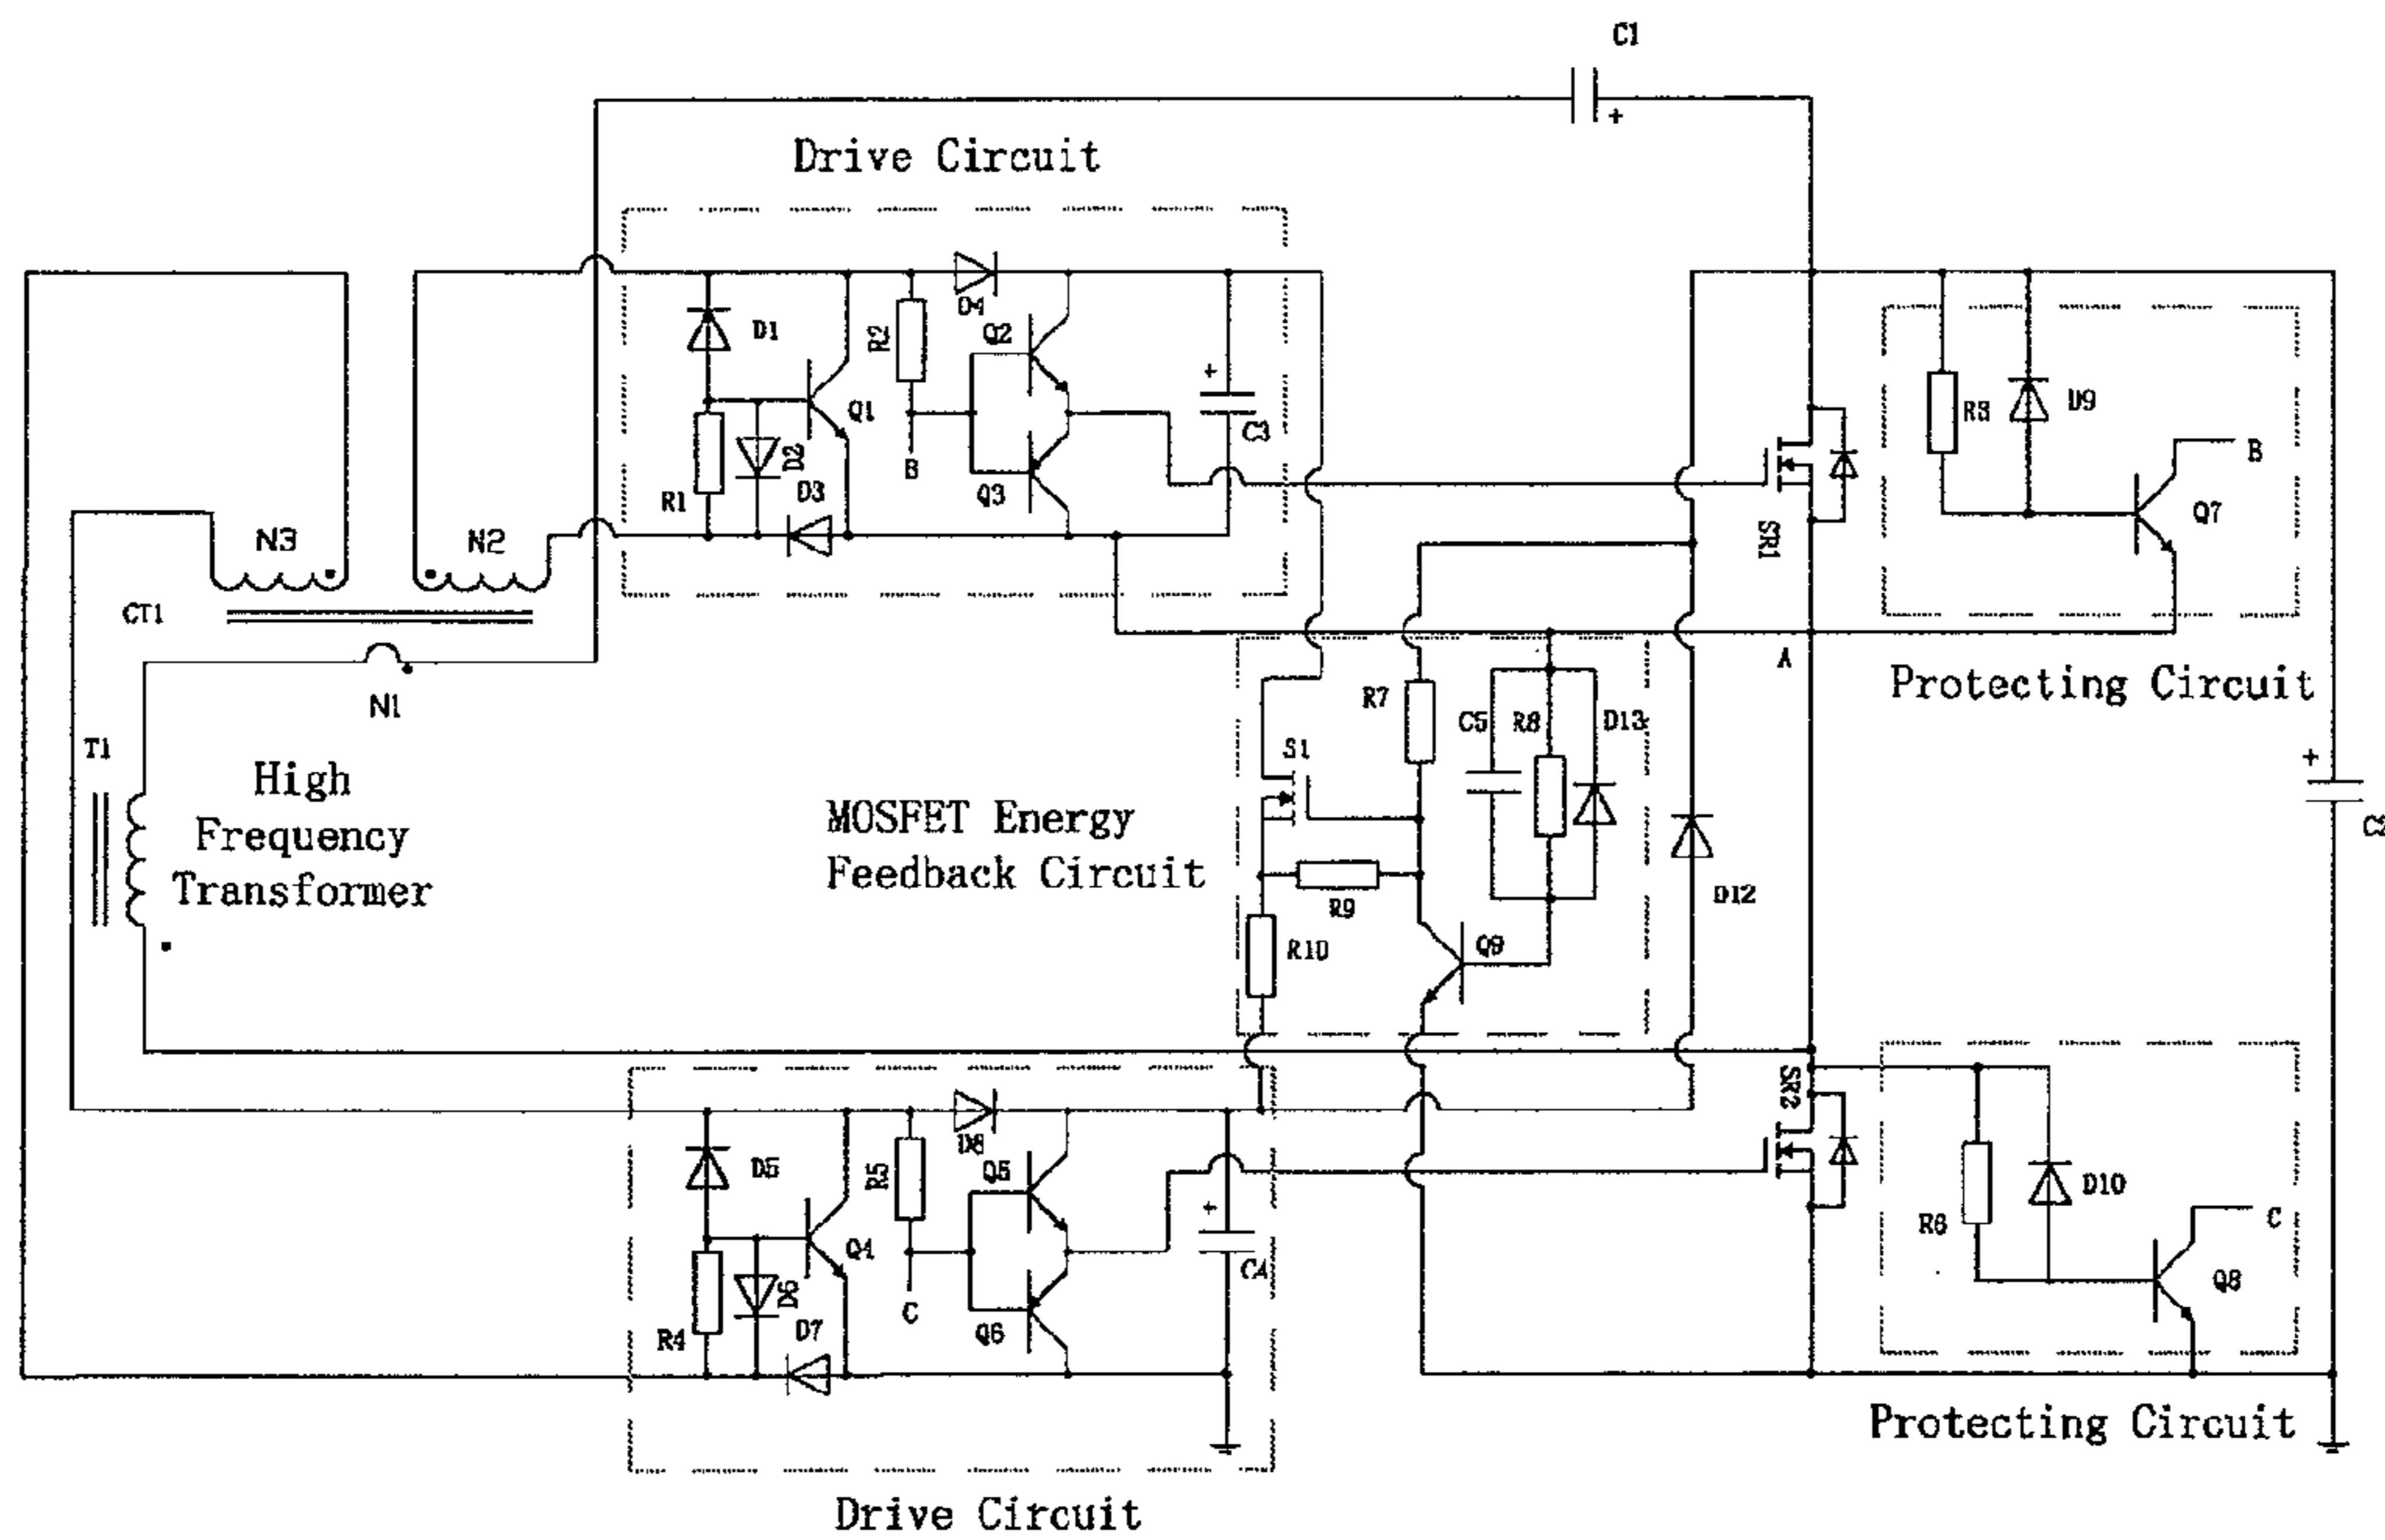 C1
+
Drive Circuit
D1
R2
D4
Q2
+
Q1
C3
R3
D9
B
R1
D2
D3
B
Q3
SR1
Q7
N3
N2
CT1
A
Protecting Circuit
N1
R7
C5
R8
D13
T1
High
Frequency
Transformer
S1
+
C2
MOSFET Energy
Feedback Circuit
R9
D12
R10
Q9
SR2
D5
R5
D8
Q5
+
R6
D10
C
Q4
C4
Q8
R4
D6
D7
C
Q6
Protecting Circuit
Drive Circuit